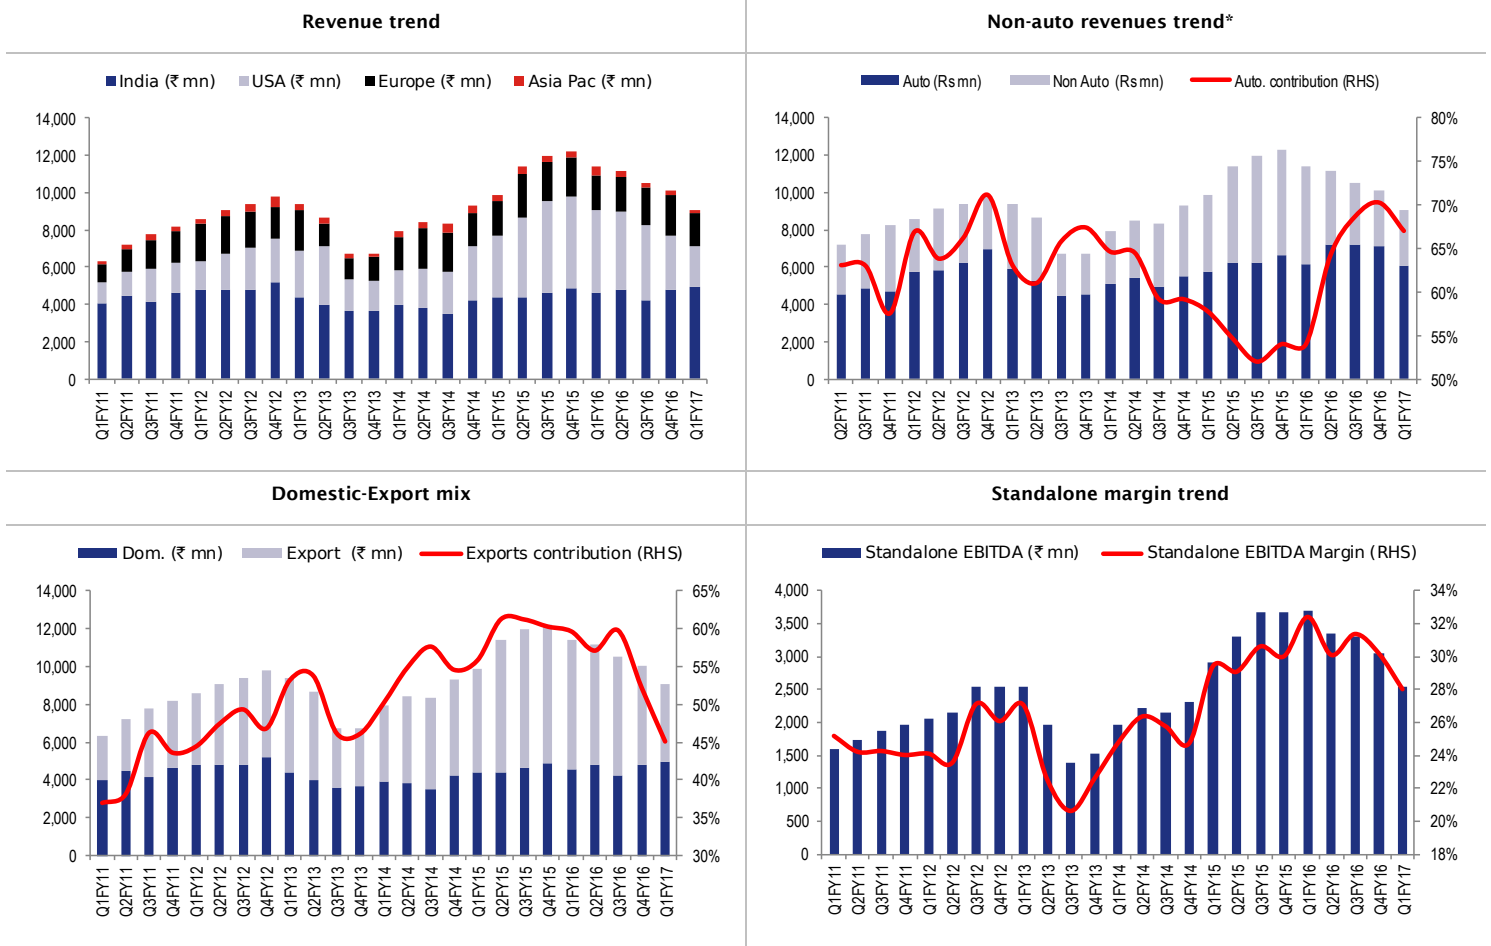 Revenue trend
India (₹ mn) USA (₹ mn) Europe (₹ mn) Asia Pac (₹ mn)
14,000
12,000
10,000
8,000
6,000
4,000
2,000
0
Q1FY11 Q2FY11 Q3FY11 Q4FY11 Q1FY12 Q2FY12 Q3FY12 Q4FY12 Q1FY13 Q2FY13 Q3FY13 Q4FY13 Q1FY14 Q2FY14 Q3FY14 Q4FY14 Q1FY15 Q2FY15 Q3FY15 Q4FY15 Q1FY16 Q2FY16 Q3FY16 Q4FY16 Q1FY17
Non-auto revenues trend*
Auto (Rs mn) Non Auto (Rs mn) Auto. contribution (RHS)
14,000 80%
12,000 75%
10,000 70%
8,000 65%
6,000 60%
4,000 55%
2,000 50%
0
Q2FY11 Q3FY11 Q4FY11 Q1FY12 Q2FY12 Q3FY12 Q4FY12 Q1FY13 Q2FY13 Q3FY13 Q4FY13 Q1FY14 Q2FY14 Q3FY14 Q4FY14 Q1FY15 Q2FY15 Q3FY15 Q4FY15 Q1FY16 Q2FY16 Q3FY16 Q4FY16 Q1FY17
Domestic-Export mix
Dom. (₹ mn) Export (₹ mn) Exports contribution (RHS)
14,000 65%
12,000 60%
10,000 55%
8,000 50%
6,000 45%
4,000 40%
2,000 35%
0 30%
Q1FY11 Q2FY11 Q3FY11 Q4FY11 Q1FY12 Q2FY12 Q3FY12 Q4FY12 Q1FY13 Q2FY13 Q3FY13 Q4FY13 Q1FY14 Q2FY14 Q3FY14 Q4FY14 Q1FY15 Q2FY15 Q3FY15 Q4FY15 Q1FY16 Q2FY16 Q3FY16 Q4FY16 Q1FY17
Standalone margin trend
Standalone EBITDA (₹ mn) Standalone EBITDA Margin (RHS)
4,000 34%
3,500 32%
3,000 30%
2,500 28%
2,000 26%
1,500 24%
1,000 22%
500 20%
0 18%
Q1FY11 Q2FY11 Q3FY11 Q4FY11 Q1FY12 Q2FY12 Q3FY12 Q4FY12 Q1FY13 Q2FY13 Q3FY13 Q4FY13 Q1FY14 Q2FY14 Q3FY14 Q4FY14 Q1FY15 Q2FY15 Q3FY15 Q4FY15 Q1FY16 Q2FY16 Q3FY16 Q4FY16 Q1FY17